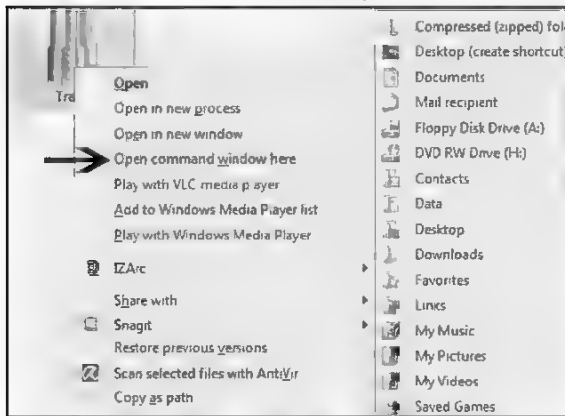 Tra
Open
Open in new process
Open in new window
Open command window here
Play with VLC media player
Add to Windows Media Player list
Play with Windows Media Player
IZArc
Share with
Snagit
Restore previous versions
Scan selected files with AntiVir
Copy as path
Compressed (zipped) fol
Desktop (create shortcut)
Documents
Mail recipient
Floppy Disk Drive (A:)
DVD RW Drive (H:)
Contacts
Data
Desktop
Downloads
Favorites
Links
My Music
My Pictures
My Videos
Saved Games